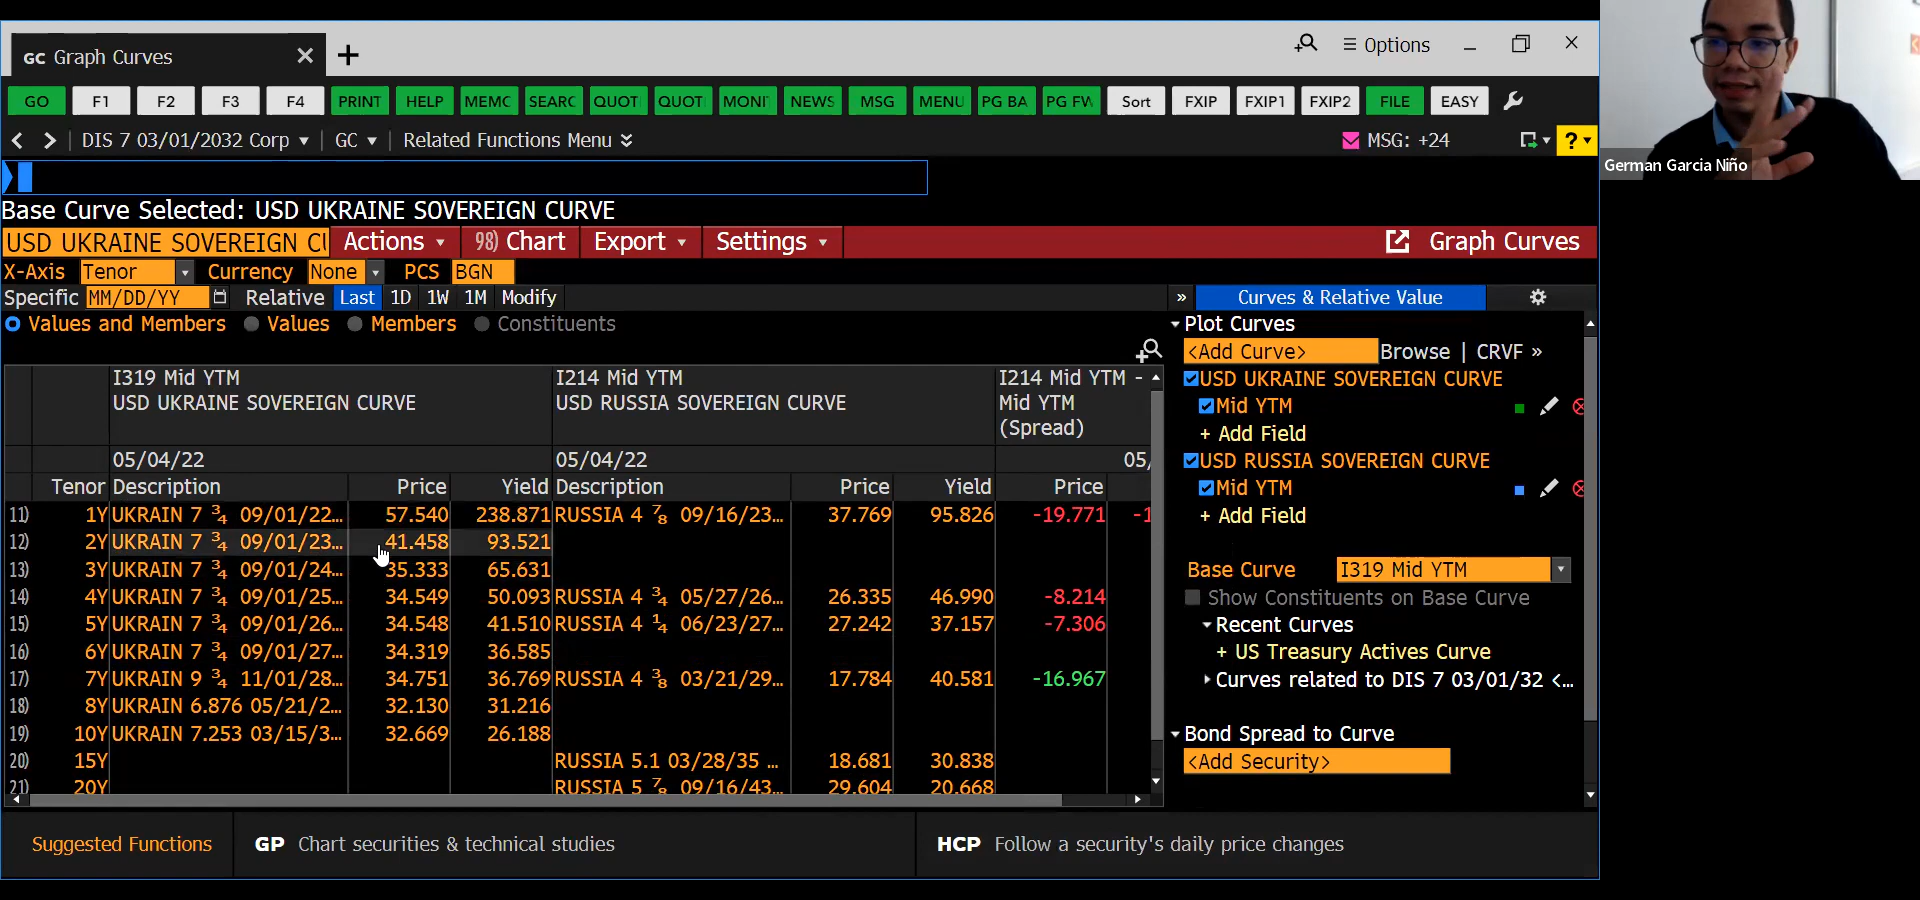 GC Graph Curves
Options
GO F1 F2 F3 F4 PRINT HELP MEMC SEARC QUOT QUOT MONI NEWS MSG MENU PG BA PG FW Sort FXIP FXIP1 FXIP2 FILE EASY
DIS 7 03/01/2032 Corp GC Related Functions Menu MSG: +24 ?
German Garcia Niño
Base Curve Selected: USD UKRAINE SOVEREIGN CURVE
USD UKRAINE SOVEREIGN CU Actions 98) Chart Export Settings Graph Curves
X-Axis Tenor Currency None PCS BGN
Specific MM/DD/YY Relative Last 1D 1W 1M Modify » Curves & Relative Value
Values and Members Values Members Constituents
Plot Curves
<Add Curve> Browse | CRVF »
USD UKRAINE SOVEREIGN CURVE
Mid YTM
+ Add Field
USD RUSSIA SOVEREIGN CURVE
Mid YTM
+ Add Field
Base Curve I319 Mid YTM
Show Constituents on Base Curve
Recent Curves
+ US Treasury Actives Curve
Curves related to DIS 7 03/01/32 <...
Bond Spread to Curve
<Add Security>
I319 Mid YTM I214 Mid YTM I214 Mid YTM -
USD UKRAINE SOVEREIGN CURVE USD RUSSIA SOVEREIGN CURVE Mid YTM
(Spread)
05/04/22 05/04/22 05/
Tenor Description Price Yield Description Price Yield Price
11) 1Y UKRAIN 7 ¾ 09/01/22... 57.540 238.871 RUSSIA 4 ⅞ 09/16/23... 37.769 95.826 -19.771 -1
12) 2Y UKRAIN 7 ¾ 09/01/23... 41.458 93.521
13) 3Y UKRAIN 7 ¾ 09/01/24... 35.333 65.631
14) 4Y UKRAIN 7 ¾ 09/01/25... 34.549 50.093 RUSSIA 4 ¾ 05/27/26... 26.335 46.990 -8.214
15) 5Y UKRAIN 7 ¾ 09/01/26... 34.548 41.510 RUSSIA 4 ¼ 06/23/27... 27.242 37.157 -7.306
16) 6Y UKRAIN 7 ¾ 09/01/27... 34.319 36.585
17) 7Y UKRAIN 9 ¾ 11/01/28... 34.751 36.769 RUSSIA 4 ⅜ 03/21/29... 17.784 40.581 -16.967
18) 8Y UKRAIN 6.876 05/21/2... 32.130 31.216
19) 10Y UKRAIN 7.253 03/15/3... 32.669 26.188
20) 15Y RUSSIA 5.1 03/28/35 ... 18.681 30.838
21) 20Y RUSSIA 5 ⅞ 09/16/43... 29.604 20.668
Suggested Functions GP Chart securities & technical studies HCP Follow a security's daily price changes